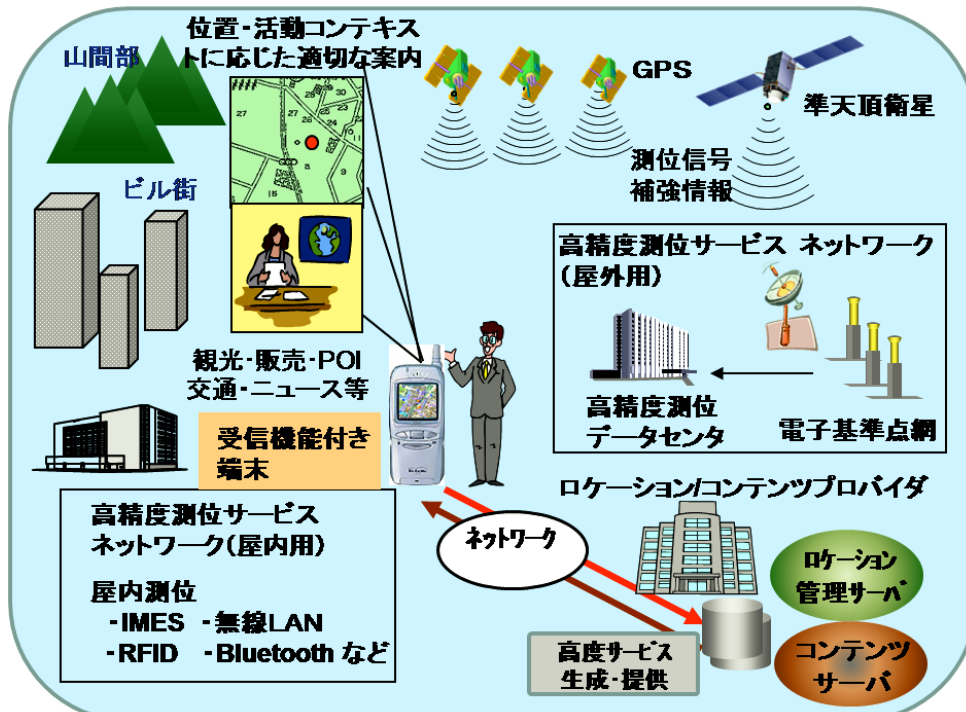 位置・活動コンテキス
トに応じた適切な案内
山間部
GPS
準天頂衛星
測位信号
補強情報
ビル街
高精度測位サービス ネットワーク
(屋外用)
高精度測位
データセンタ
電子基準点網
観光・販売・POI
交通・ニュース等
受信機能付き
端末
高精度測位サービス
ネットワーク(屋内用)
屋内測位
-IMES -無線LAN
-RFID -Bluetooth など
ネットワーク
ロケーション/コンテンツプロバイダ
ロケーション
管理サーバ
コンテンツ
サーバ
高度サービス
生成・提供